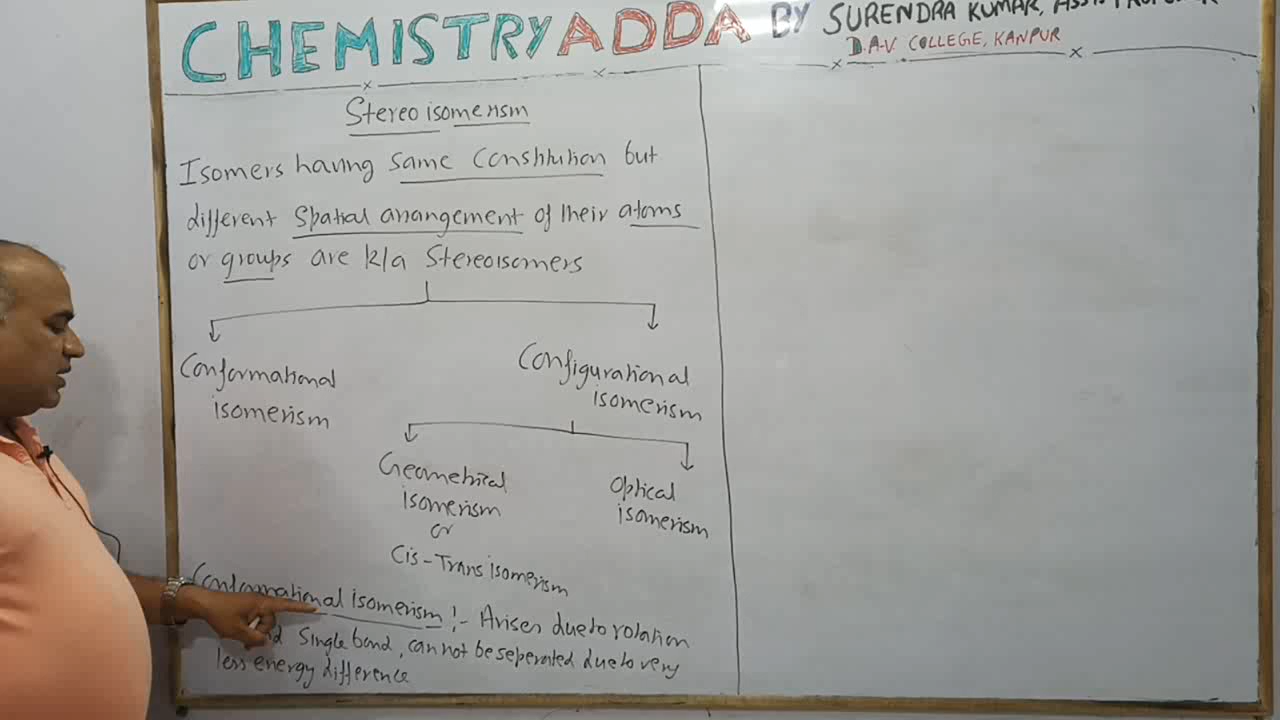 CHEMISTRY ADDA BY SURENDRA KUMAR,
D.A-V COLLEGE, KANPUR
Stereo isomerism
Isomers having same Constitution but
different Spatial arrangement of their atoms
or groups are k/a Stereoisomers
Conformational
isomerism
Configurational
isomerism
Geometrical
isomerism
or
Cis-Trans isomerism
Optical
isomerism
Conformational isomerism :- Arises due to rotation
Single bond, can not be seperated due to very
less energy difference